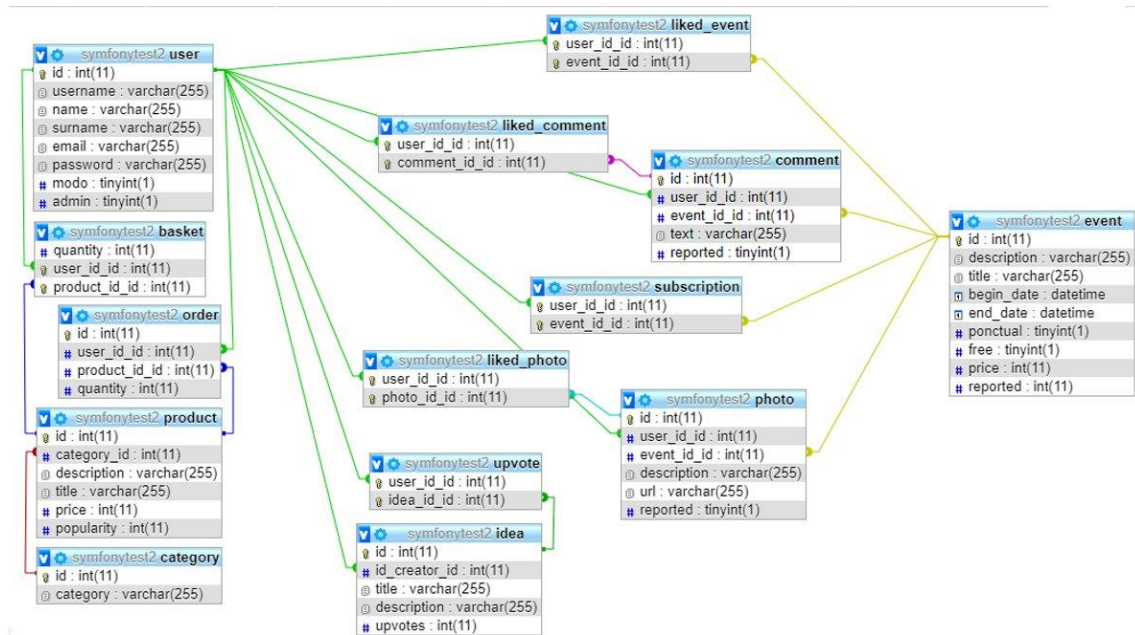 symfonytest2 user
id : int(11)
username : varchar(255)
name : varchar(255)
surname : varchar(255)
email : varchar(255)
password : varchar(255)
# modo : tinyint(1)
# admin : tinyint(1)
symfonytest2 basket
# quantity : int(11)
user_id_id : int(11)
product_id_id : int(11)
symfonytest2 order
id : int(11)
# user_id_id : int(11)
# product_id_id : int(11)
# quantity : int(11)
symfonytest2 product
id : int(11)
# category_id : int(11)
description : varchar(255)
title : varchar(255)
# price : int(11)
# popularity : int(11)
symfonytest2 category
id : int(11)
category : varchar(255)
symfonytest2 liked_event
user_id_id : int(11)
event_id_id : int(11)
symfonytest2 liked_comment
user_id_id : int(11)
comment_id_id : int(11)
symfonytest2 comment
id : int(11)
# user_id_id : int(11)
# event_id_id : int(11)
text : varchar(255)
# reported : tinyint(1)
symfonytest2 subscription
user_id_id : int(11)
event_id_id : int(11)
symfonytest2 liked_photo
user_id_id : int(11)
photo_id_id : int(11)
symfonytest2 photo
id : int(11)
# user_id_id : int(11)
# event_id_id : int(11)
description : varchar(255)
url : varchar(255)
# reported : tinyint(1)
symfonytest2 upvote
user_id_id : int(11)
idea_id_id : int(11)
symfonytest2 idea
id : int(11)
# id_creator_id : int(11)
title : varchar(255)
description : varchar(255)
# upvotes : int(11)
symfonytest2 event
id : int(11)
description : varchar(255)
title : varchar(255)
begin_date : datetime
end_date : datetime
# ponctual : tinyint(1)
# free : tinyint(1)
# price : int(11)
# reported : int(11)